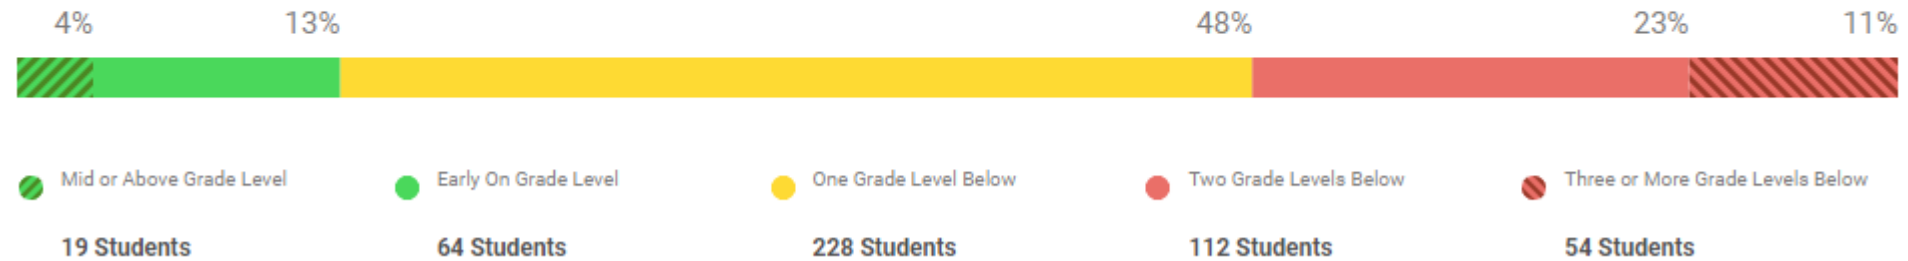 4% 13% 48% 23% 11%
Mid or Above Grade Level Early On Grade Level One Grade Level Below Two Grade Levels Below Three or More Grade Levels Below
19 Students 64 Students 228 Students 112 Students 54 Students